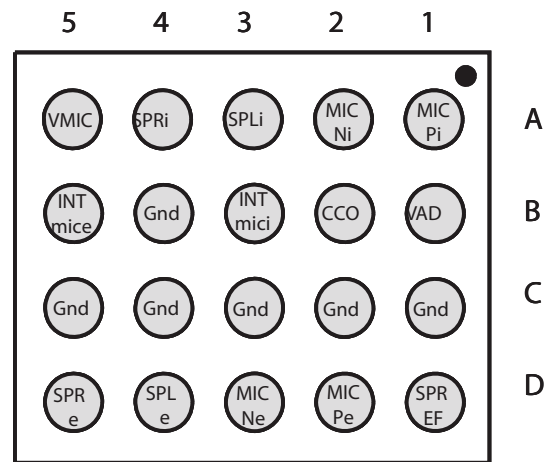 5 4 3 2 1
VMIC SPRi SPLi MIC Ni MIC Pi A
INT mice Gnd INT mici CCO VAD B
Gnd Gnd Gnd Gnd Gnd C
SPR e SPL e MIC Ne MIC Pe SPR EF D